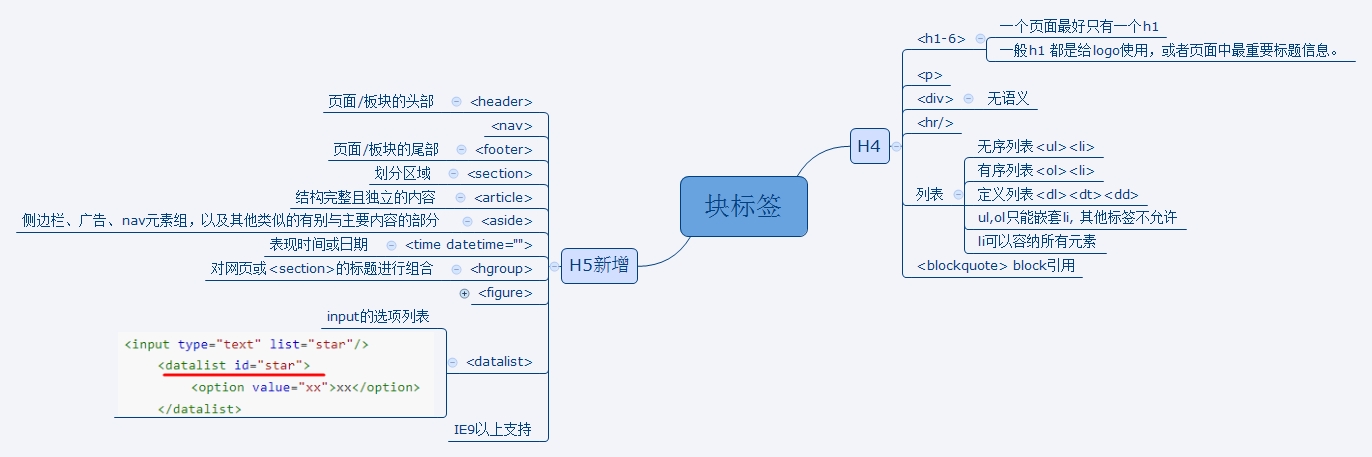 块标签
H4
<h1-6>
一个页面最好只有一个h1
一般h1 都是给logo使用，或者页面中最重要标题信息。
<p>
<div>
无语义
<hr/>
列表
无序列表<ul><li>
有序列表<ol><li>
定义列表<dl><dt><dd>
ul,ol只能嵌套li, 其他标签不允许
li可以容纳所有元素
<blockquote> block引用
H5新增
页面/板块的头部 <header>
<nav>
页面/板块的尾部 <footer>
划分区域 <section>
结构完整且独立的内容 <article>
侧边栏、广告、nav元素组，以及其他类似的有别与主要内容的部分 <aside>
表现时间或日期 <time datetime="">
对网页或<section>的标题进行组合 <hgroup>
<figure>
<datalist>
input的选项列表
<input type="text" list="star"/>
<datalist id="star">
<option value="xx">xx</option>
</datalist>
IE9以上支持